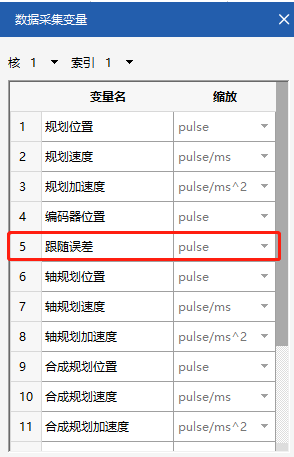 数据采集变量
核 1 索引 1
变量名 缩放
1 规划位置 pulse
2 规划速度 pulse/ms
3 规划加速度 pulse/ms^2
4 编码器位置 pulse
5 跟随误差 pulse
6 轴规划位置 pulse
7 轴规划速度 pulse/ms
8 轴规划加速度 pulse/ms^2
9 合成规划位置 pulse
10 合成规划速度 pulse/ms
11 合成规划加速度 pulse/ms^2